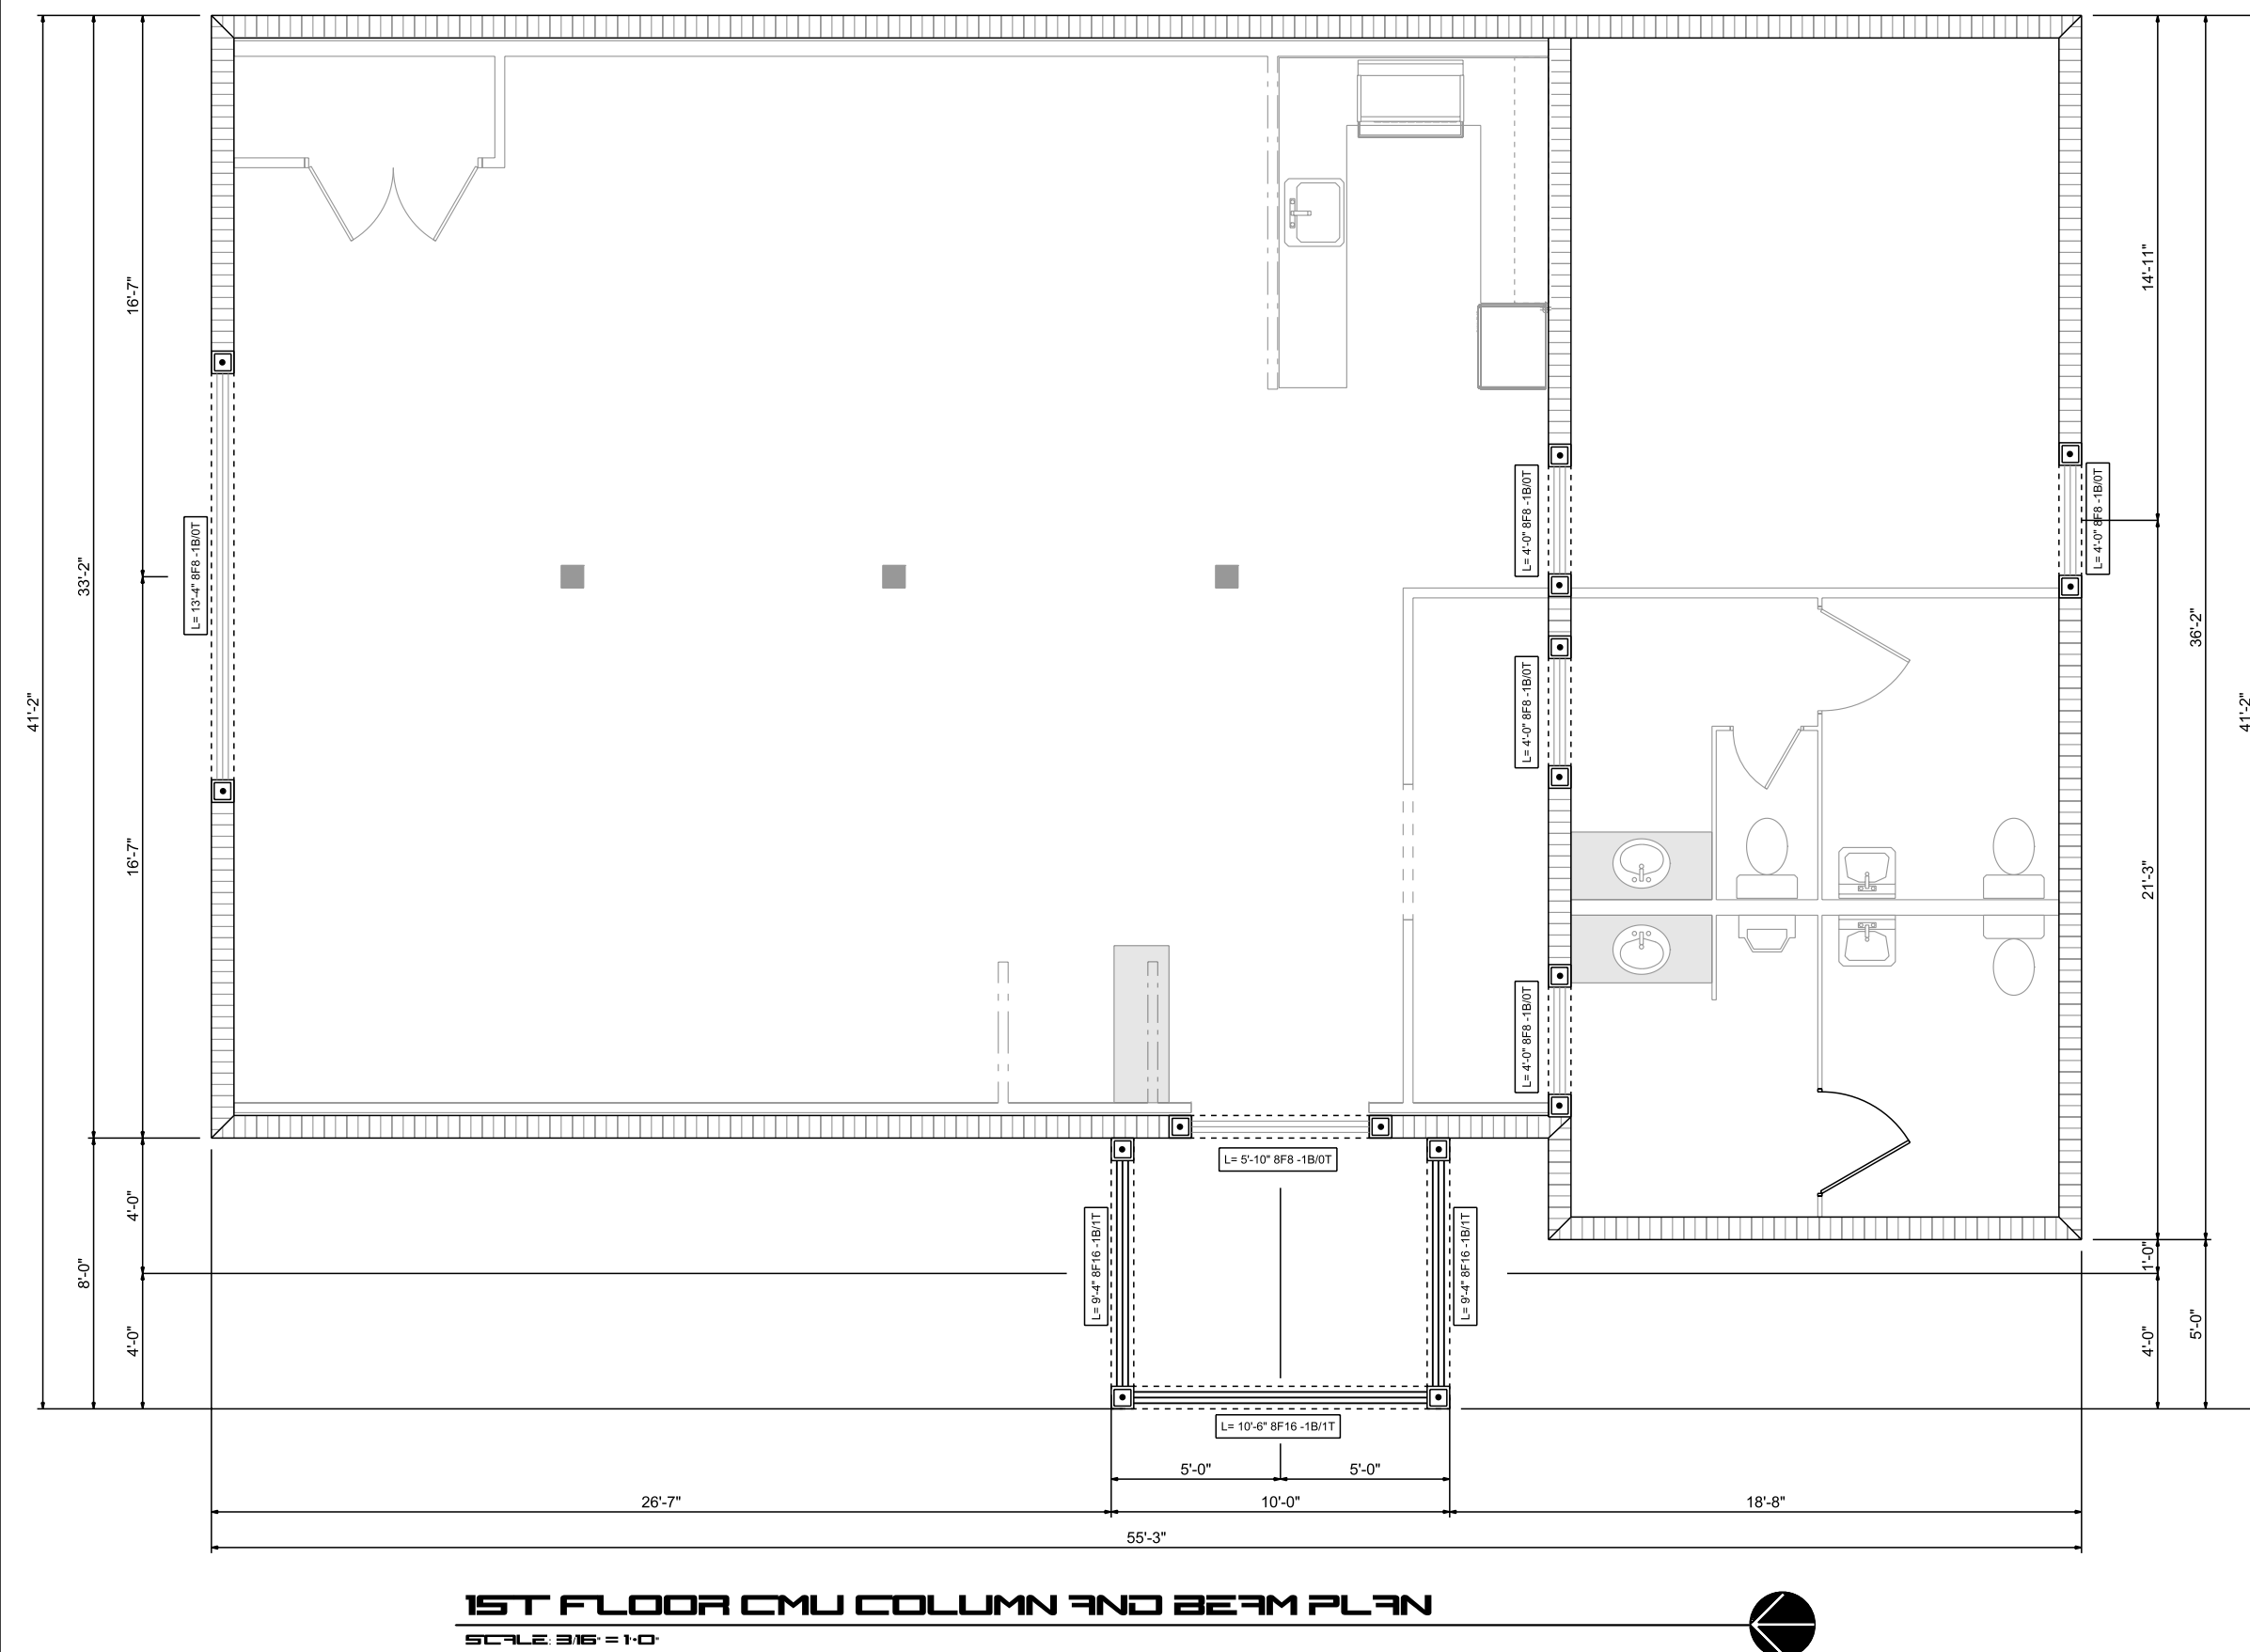 16'-7"
14'-11"
L= 13'-4" 8F8 -1B/0T
L= 4'-0" 8F8 -1B/0T
L= 4'-0" 8F8 -1B/0T
33'-2"
36'-2"
41'-2"
L= 4'-0" 8F8 -1B/0T
41'-2"
16'-7"
21'-3"
L= 4'-0" 8F8 -1B/0T
L= 5'-10" 8F8 -1B/0T
4'-0"
8'-0"
L= 9'-4" 8F16 -1B/1T
L= 9'-4" 8F16 -1B/1T
1'-0"
4'-0"
4'-0"
5'-0"
L= 10'-6" 8F16 -1B/1T
5'-0"
5'-0"
26'-7"
10'-0"
18'-8"
55'-3"
1ST FLOOR CMU COLUMN AND BEAM PLAN
SCALE: 3/16" = 1'-0"